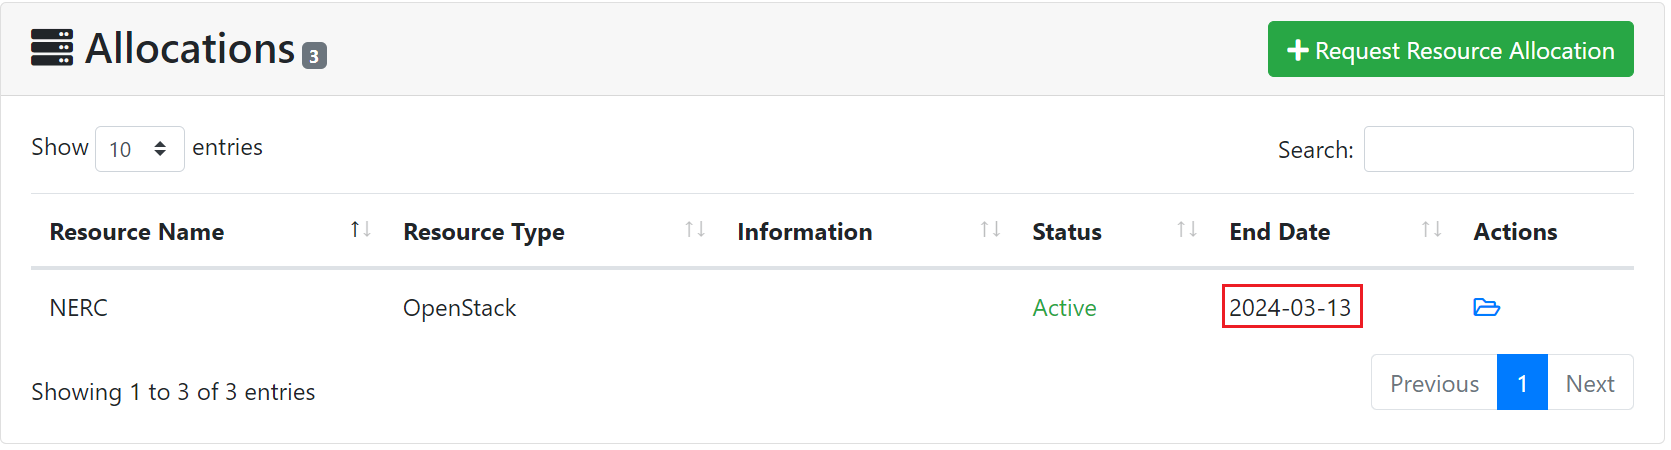 Allocations 3
+ Request Resource Allocation
Show 10 entries
Search:
Resource Name Resource Type Information Status End Date Actions
NERC OpenStack Active 2024-03-13
Showing 1 to 3 of 3 entries
Previous 1 Next